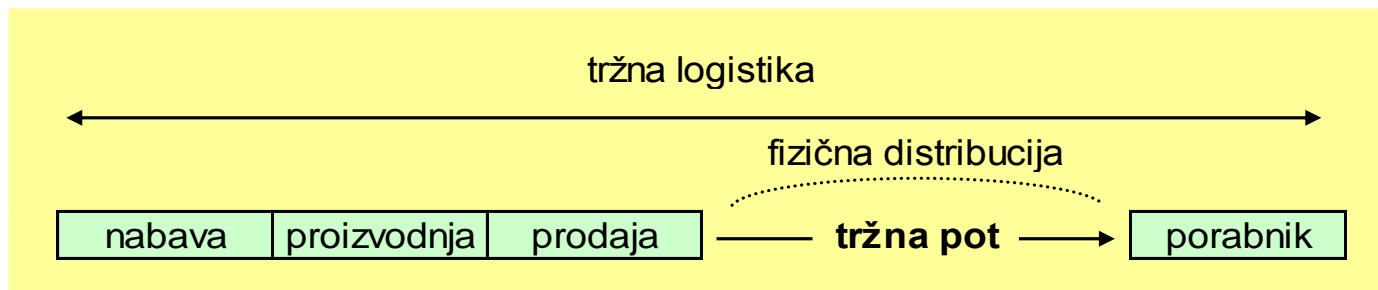 tržna logistika
fizična distribucija
nabava proizvodnja prodaja tržna pot porabnik